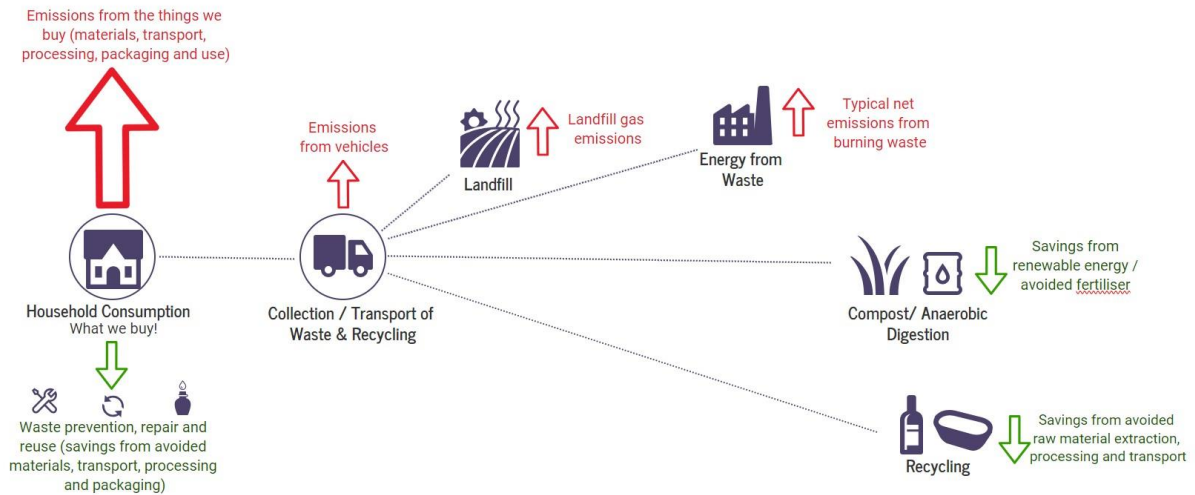 Emissions from the things we
buy (materials, transport,
processing, packaging and use)
Household Consumption
What we buy!
Waste prevention, repair and
reuse (savings from avoided
materials, transport, processing
and packaging)
Emissions
from vehicles
Collection / Transport of
Waste & Recycling
Landfill gas
emissions
Landfill
Typical net
emissions from
burning waste
Energy from
Waste
Savings from
renewable energy /
avoided fertiliser
Compost/ Anaerobic
Digestion
Savings from avoided
raw material extraction,
processing and transport
Recycling